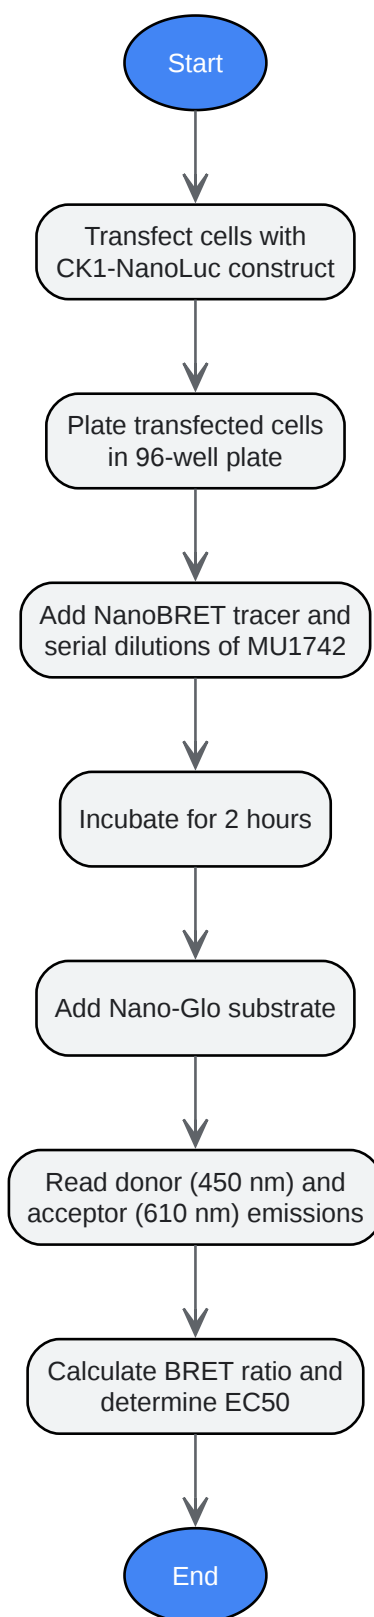 Start
Transfect cells with
CK1-NanoLuc construct
Plate transfected cells
in 96-well plate
Add NanoBRET tracer and
serial dilutions of MU1742
Incubate for 2 hours
Add Nano-Glo substrate
Read donor (450 nm) and
acceptor (610 nm) emissions
Calculate BRET ratio and
determine EC50
End